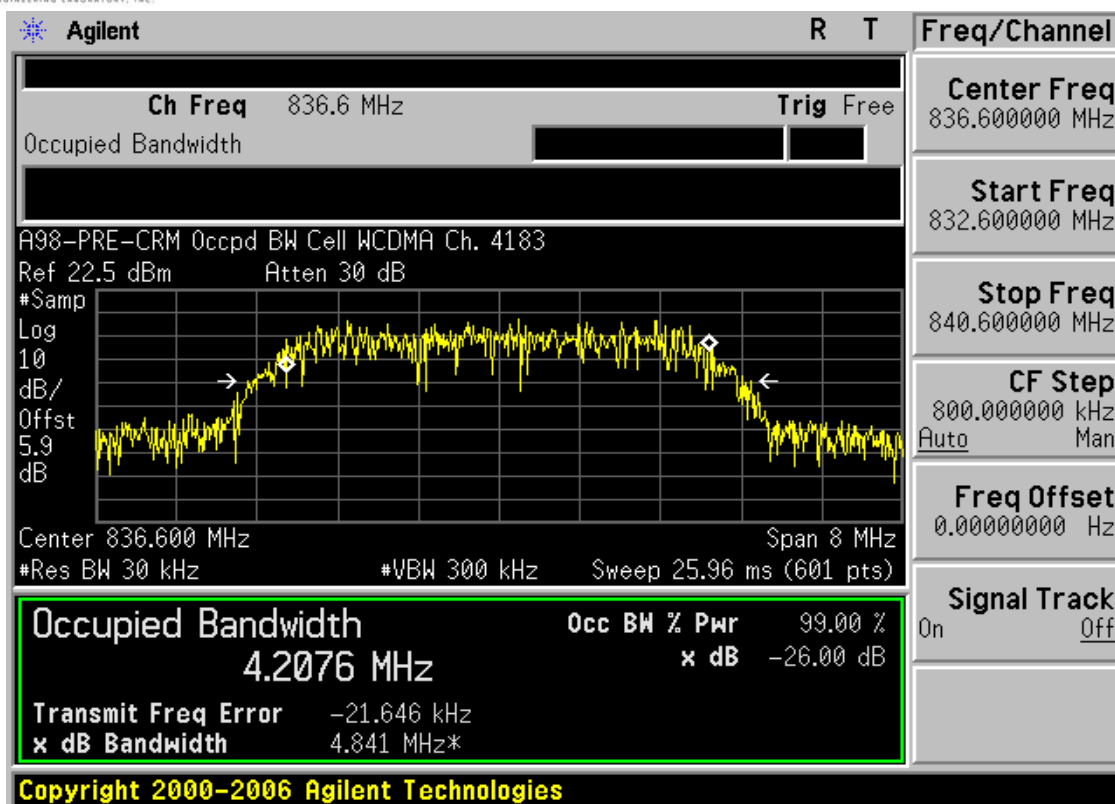 ENGINEERING LABORATORY, INC.
Agilent R T
Freq/Channel
Ch Freq 836.6 MHz Trig Free
Occupied Bandwidth
Center Freq
836.600000 MHz
Start Freq
832.600000 MHz
Stop Freq
840.600000 MHz
CF Step
800.000000 kHz
Auto Man
Freq Offset
0.00000000 Hz
Signal Track
On Off
A98-PRE-CRM Occpd BW Cell WCDMA Ch. 4183
Ref 22.5 dBm Atten 30 dB
#Samp
Log
10
dB/
Offst
5.9
dB
Center 836.600 MHz Span 8 MHz
#Res BW 30 kHz #VBW 300 kHz Sweep 25.96 ms (601 pts)
Occupied Bandwidth
4.2076 MHz
Occ BW % Pwr 99.00 %
x dB -26.00 dB
Transmit Freq Error -21.646 kHz
x dB Bandwidth 4.841 MHz*
Copyright 2000-2006 Agilent Technologies